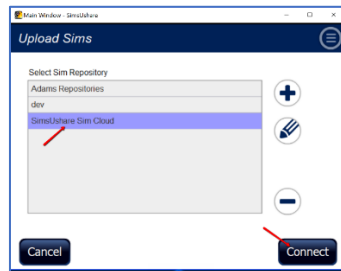 Main Window - SimsUshare
Upload Sims
Select Sim Repository
Adams Repositories
dev
SimsUshare Sim Cloud
Cancel
Connect